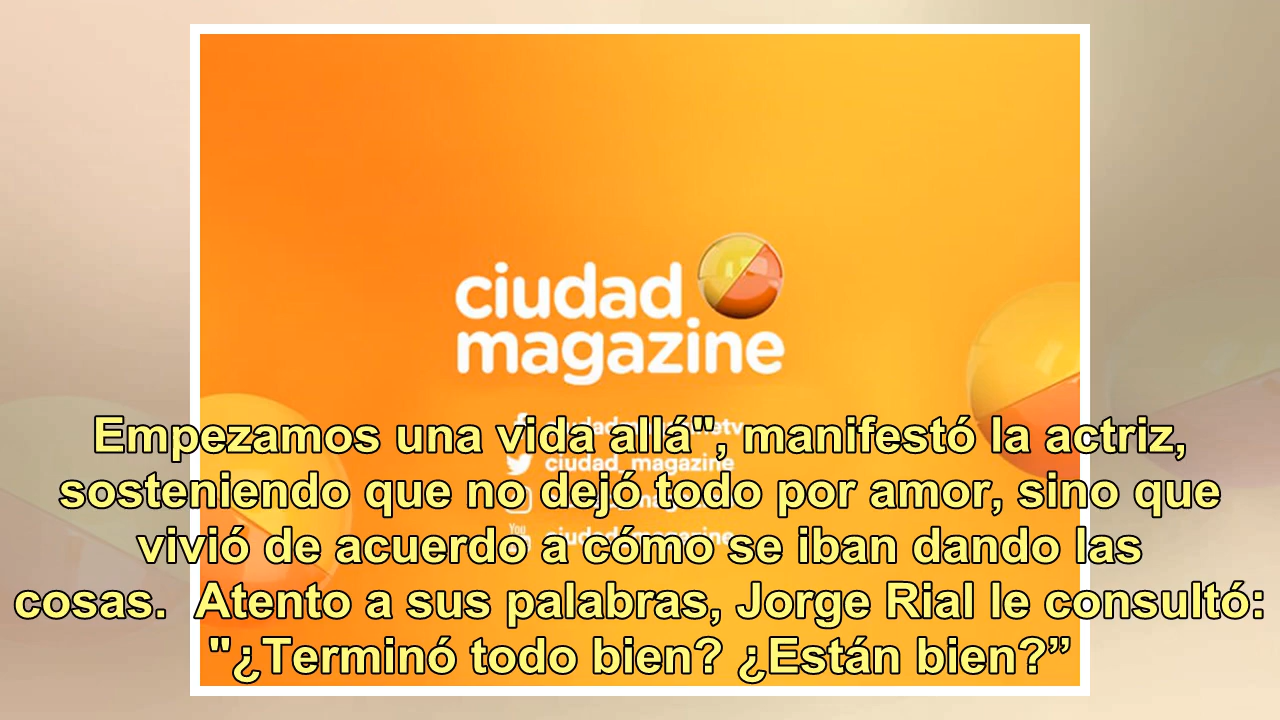 ciudad
magazine
Empezamos una vida allá", manifestó la actriz,
ciudad_magazine
sosteniendo que no dejó todo por amor, sino que
You
vivió de acuerdo a cómo se iban dando las
cosas.  Atento a sus palabras, Jorge Rial le consultó:
"¿Terminó todo bien? ¿Están bien?”